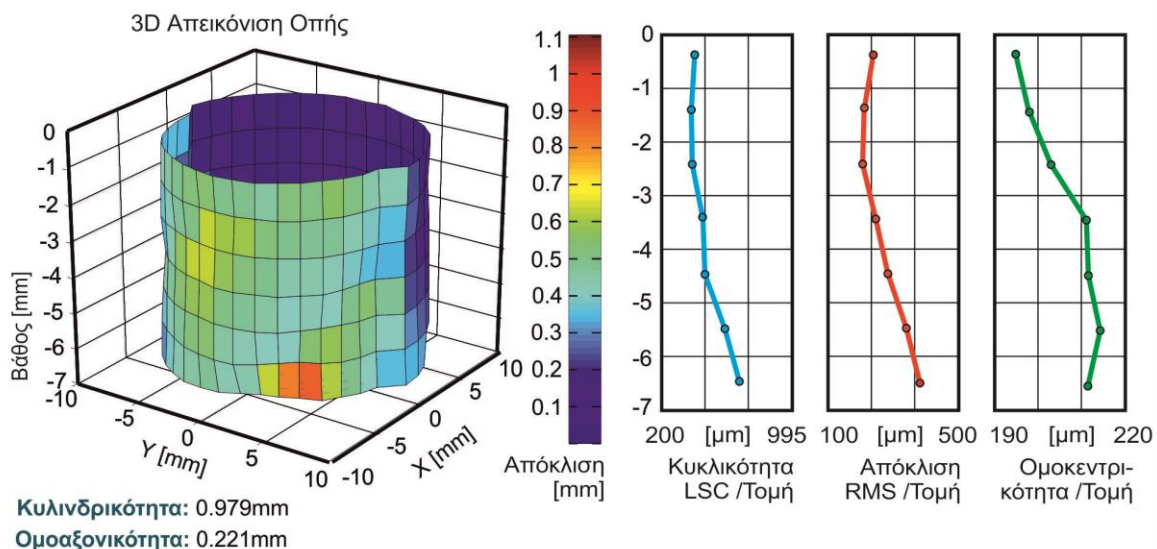 3D Απεικόνιση Οπής
0
-1
-2
-3
-4
-5
-6
-7
Βάθος [mm]
-10
-5
0
5
10
Y [mm]
-10
-5
0
5
10
X [mm]
1.1
1
0.9
0.8
0.7
0.6
0.5
0.4
0.3
0.2
0.1
Απόκλιση
[mm]
0
-1
-2
-3
-4
-5
-6
-7
200 [μm] 995
Κυκλικότητα
LSC /Τομή
100 [μm] 500
Απόκλιση
RMS /Τομή
190 [μm] 220
Ομοκεντρι-
κότητα /Τομή
Κυλινδρικότητα: 0.979mm
Ομοαξονικότητα: 0.221mm